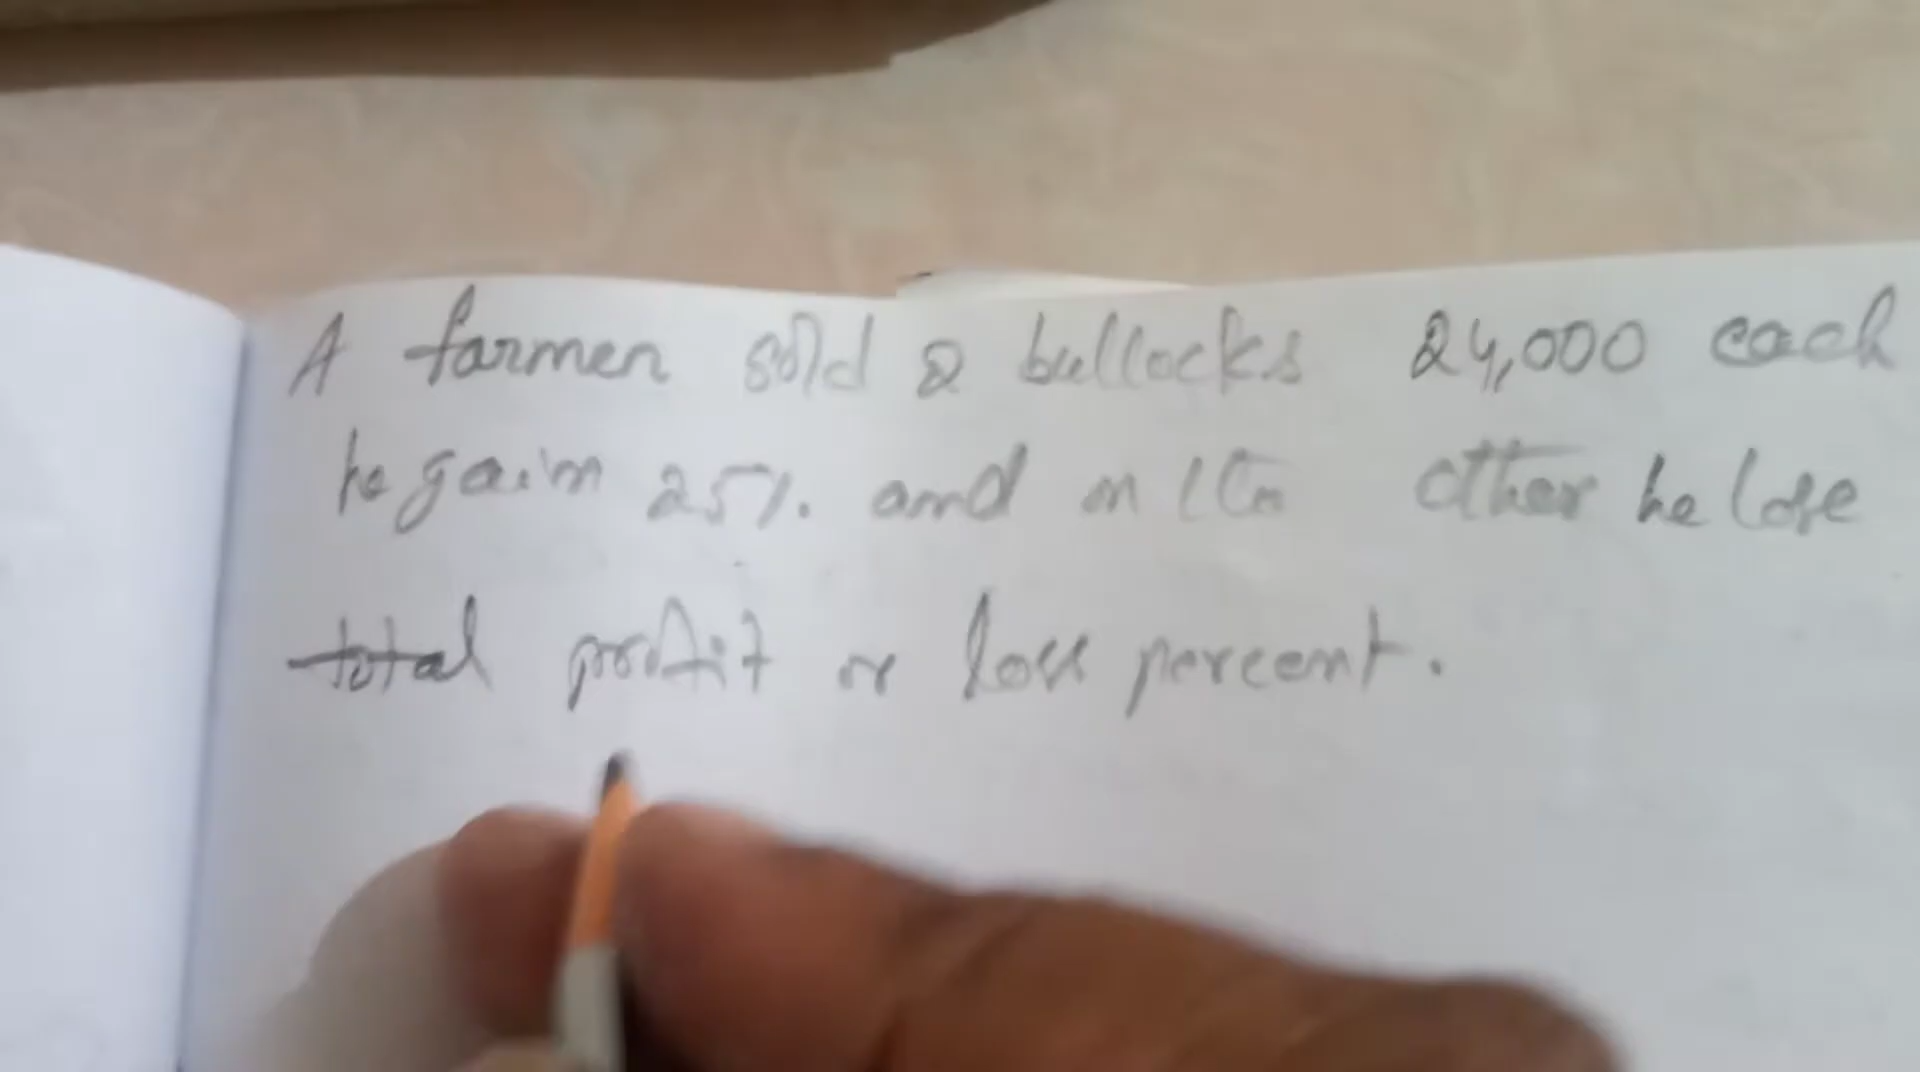 A farmer sold 2 bullocks 24,000 each
he gain 25%. and on the other he lose
total profit or loss percent.